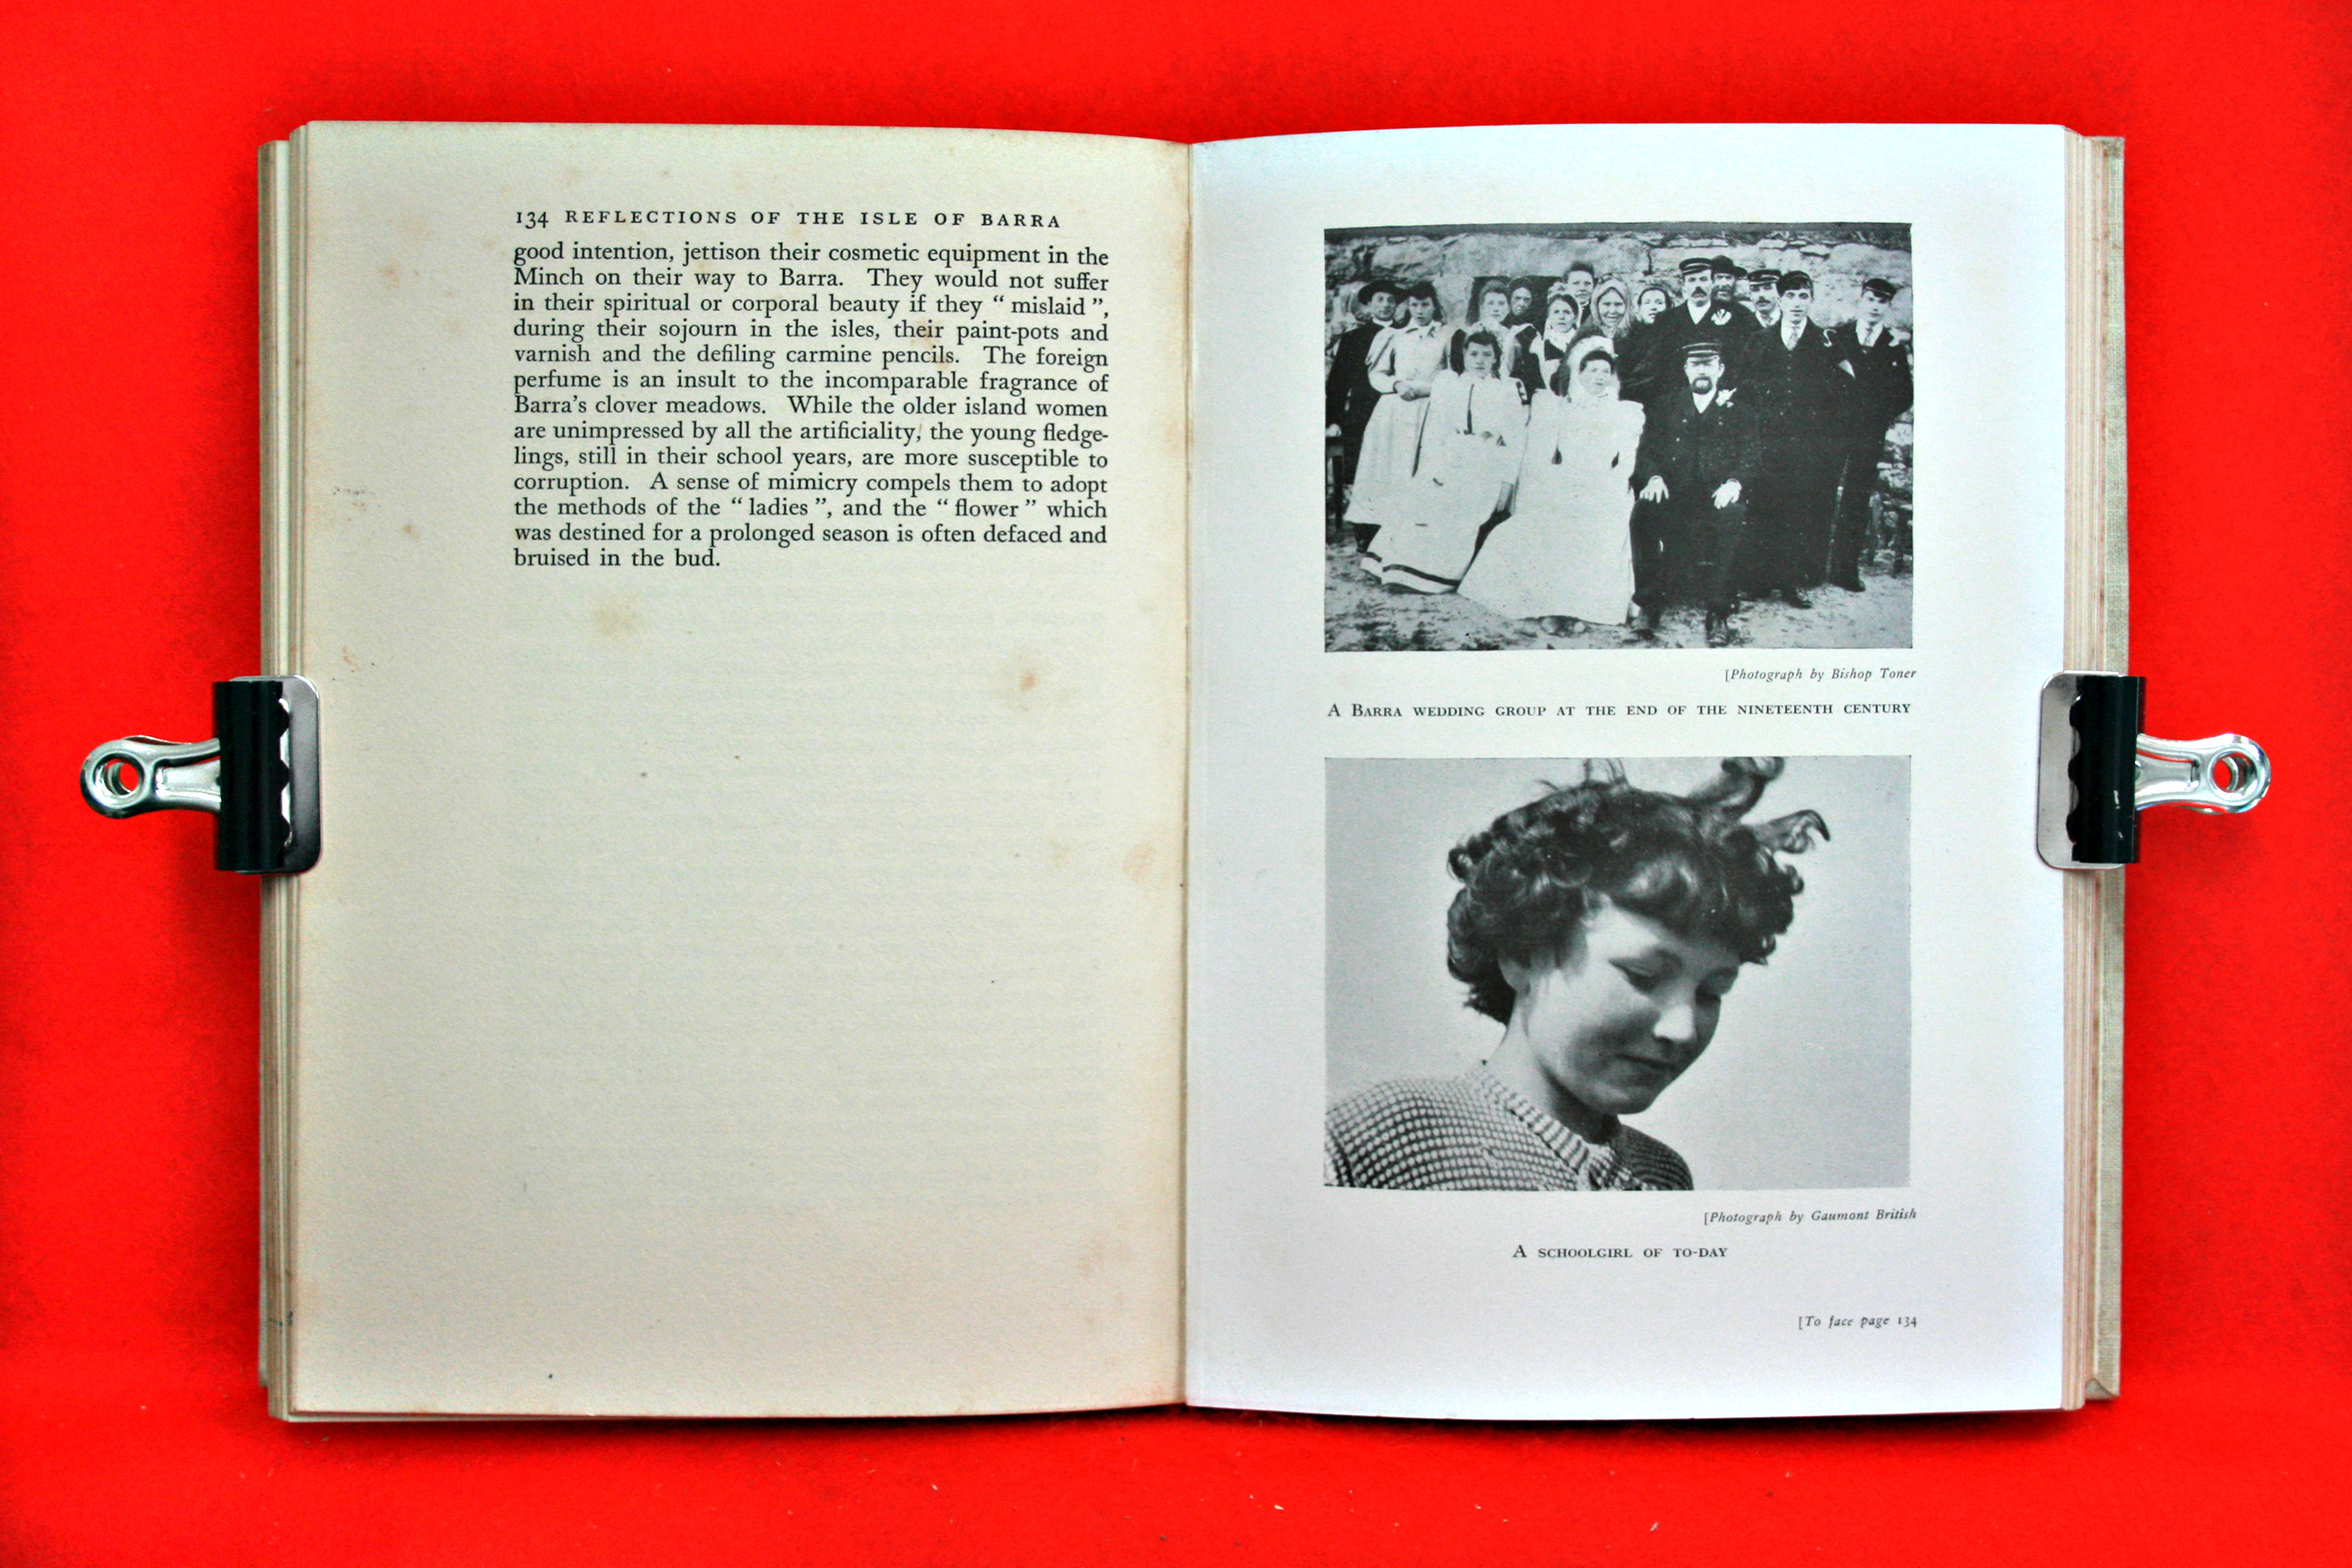 134 REFLECTIONS OF THE ISLE OF BARRA
good intention, jettison their cosmetic equipment in the
Minch on their way to Barra. They would not suffer
in their spiritual or corporal beauty if they “ mislaid ”,
during their sojourn in the isles, their paint-pots and
varnish and the defiling carmine pencils. The foreign
perfume is an insult to the incomparable fragrance of
Barra’s clover meadows. While the older island women
are unimpressed by all the artificiality, the young fledge-
lings, still in their school years, are more susceptible to
corruption. A sense of mimicry compels them to adopt
the methods of the “ ladies ”, and the “ flower ” which
was destined for a prolonged season is often defaced and
bruised in the bud.
[Photograph by Bishop Toner
A BARRA WEDDING GROUP AT THE END OF THE NINETEENTH CENTURY
[Photograph by Gaumont British
A SCHOOLGIRL OF TO-DAY
[To face page 134